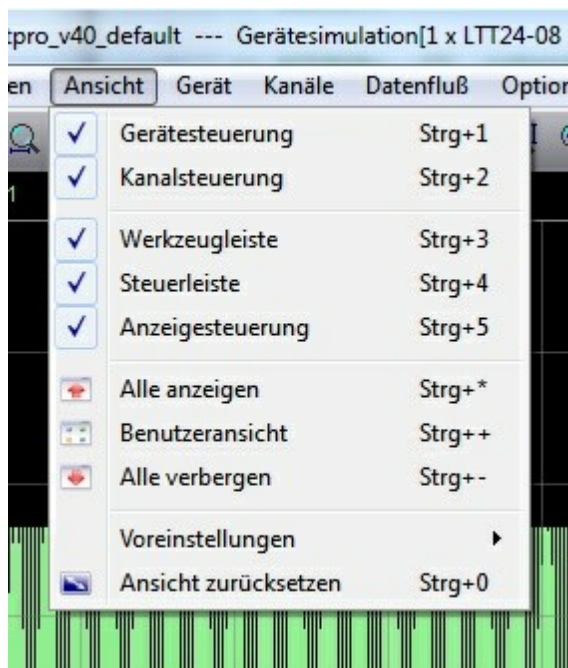 tpro_v40_default --- Gerätesimulation[1 x LTT24-08
en Ansicht Gerät Kanäle Datenfluß Option
1
Gerätesteuerung Strg+1
Kanalsteuerung Strg+2
Werkzeugleiste Strg+3
Steuerleiste Strg+4
Anzeigesteuerung Strg+5
Alle anzeigen Strg+*
Benutzeransicht Strg++
Alle verbergen Strg+-
Voreinstellungen
Ansicht zurücksetzen Strg+0